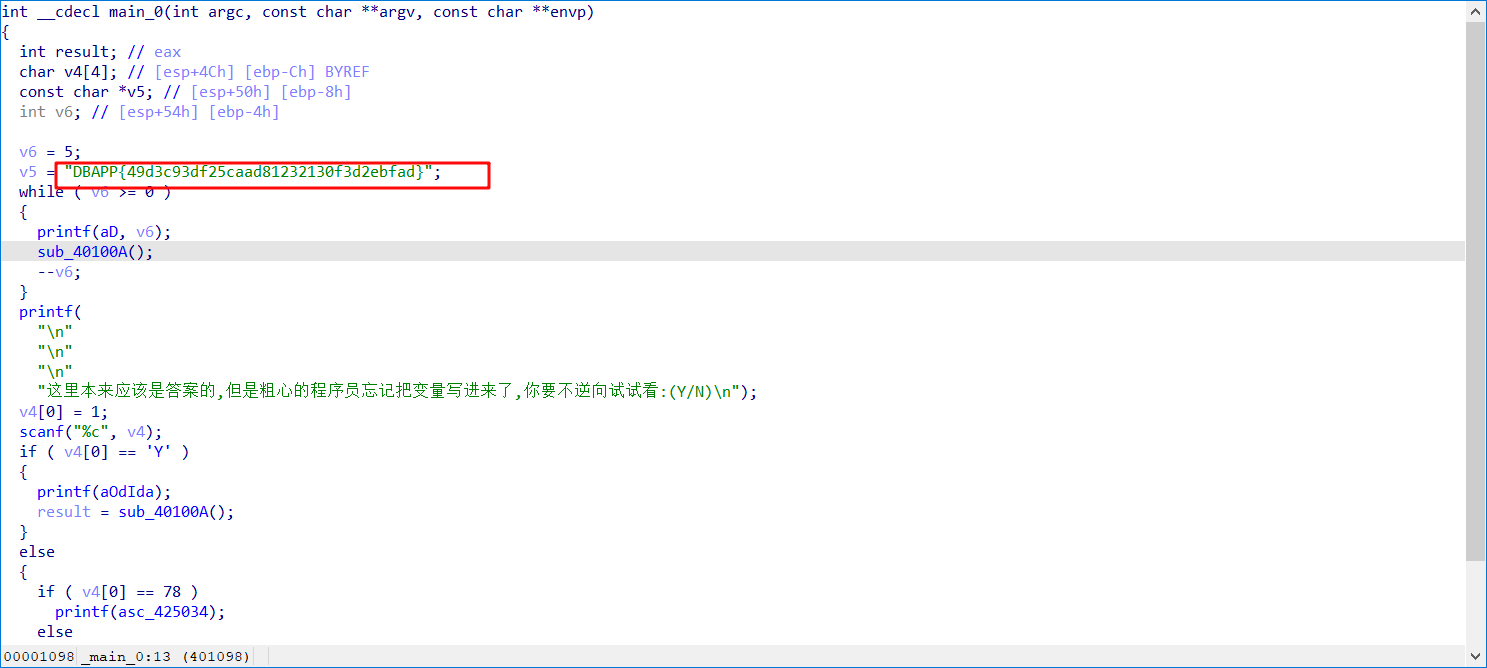 int __cdecl main_0(int argc, const char **argv, const char **envp)
{
  int result; // eax
  char v4[4]; // [esp+4Ch] [ebp-Ch] BYREF
  const char *v5; // [esp+50h] [ebp-8h]
  int v6; // [esp+54h] [ebp-4h]

  v6 = 5;
  v5 = "DBAPP{49d3c93df25caad81232130f3d2ebfad}";
  while ( v6 >= 0 )
  {
    printf(aD, v6);
    sub_40100A();
    --v6;
  }
  printf(
    "\n"
    "\n"
    "\n"
    "这里本来应该是答案的,但是粗心的程序员忘记把变量写进来了,你要不逆向试试看:(Y/N)\n");
  v4[0] = 1;
  scanf("%c", v4);
  if ( v4[0] == 'Y' )
  {
    printf(aOdIda);
    result = sub_40100A();
  }
  else
  {
    if ( v4[0] == 78 )
      printf(asc_425034);
    else
00001098 _main_0:13 (401098)